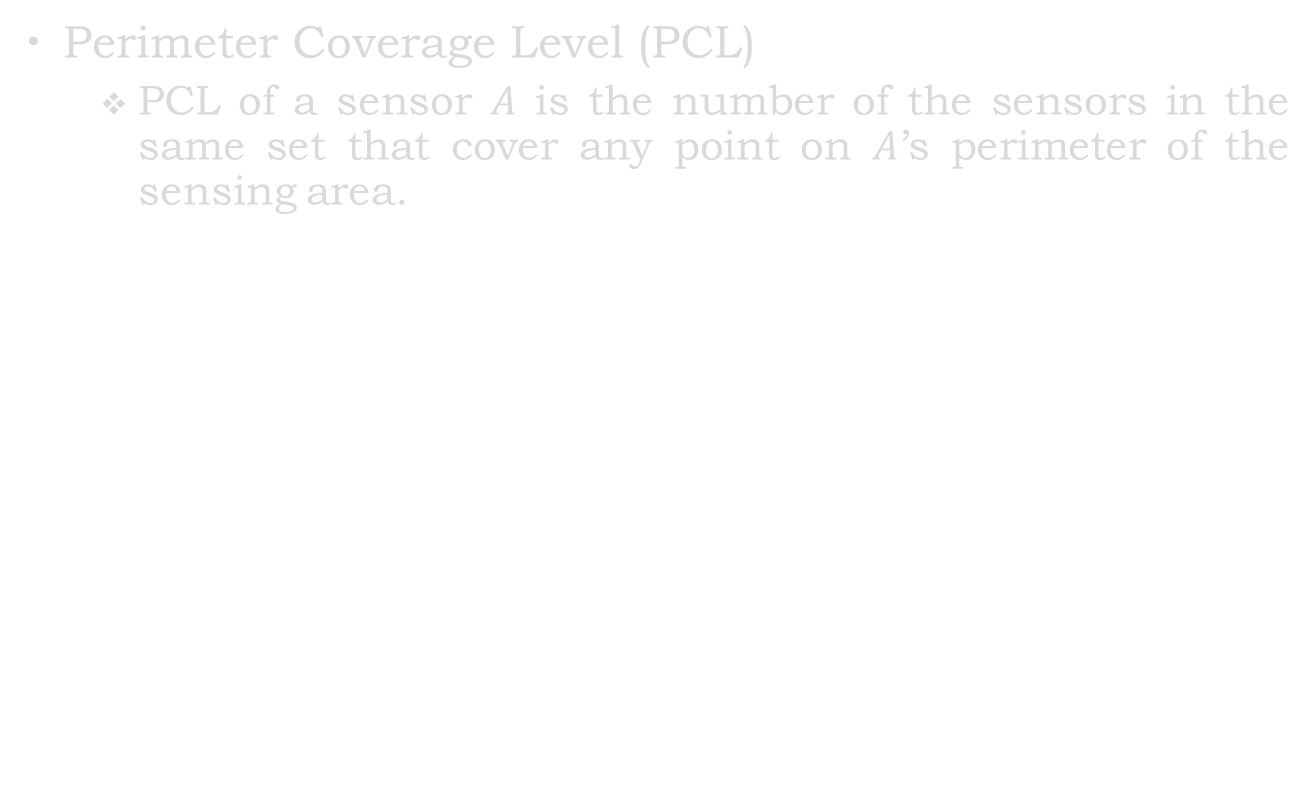 • Perimeter Coverage Level (PCL)
❖ PCL of a sensor A is the number of the sensors in the
same set that cover any point on A’s perimeter of the
sensing area.